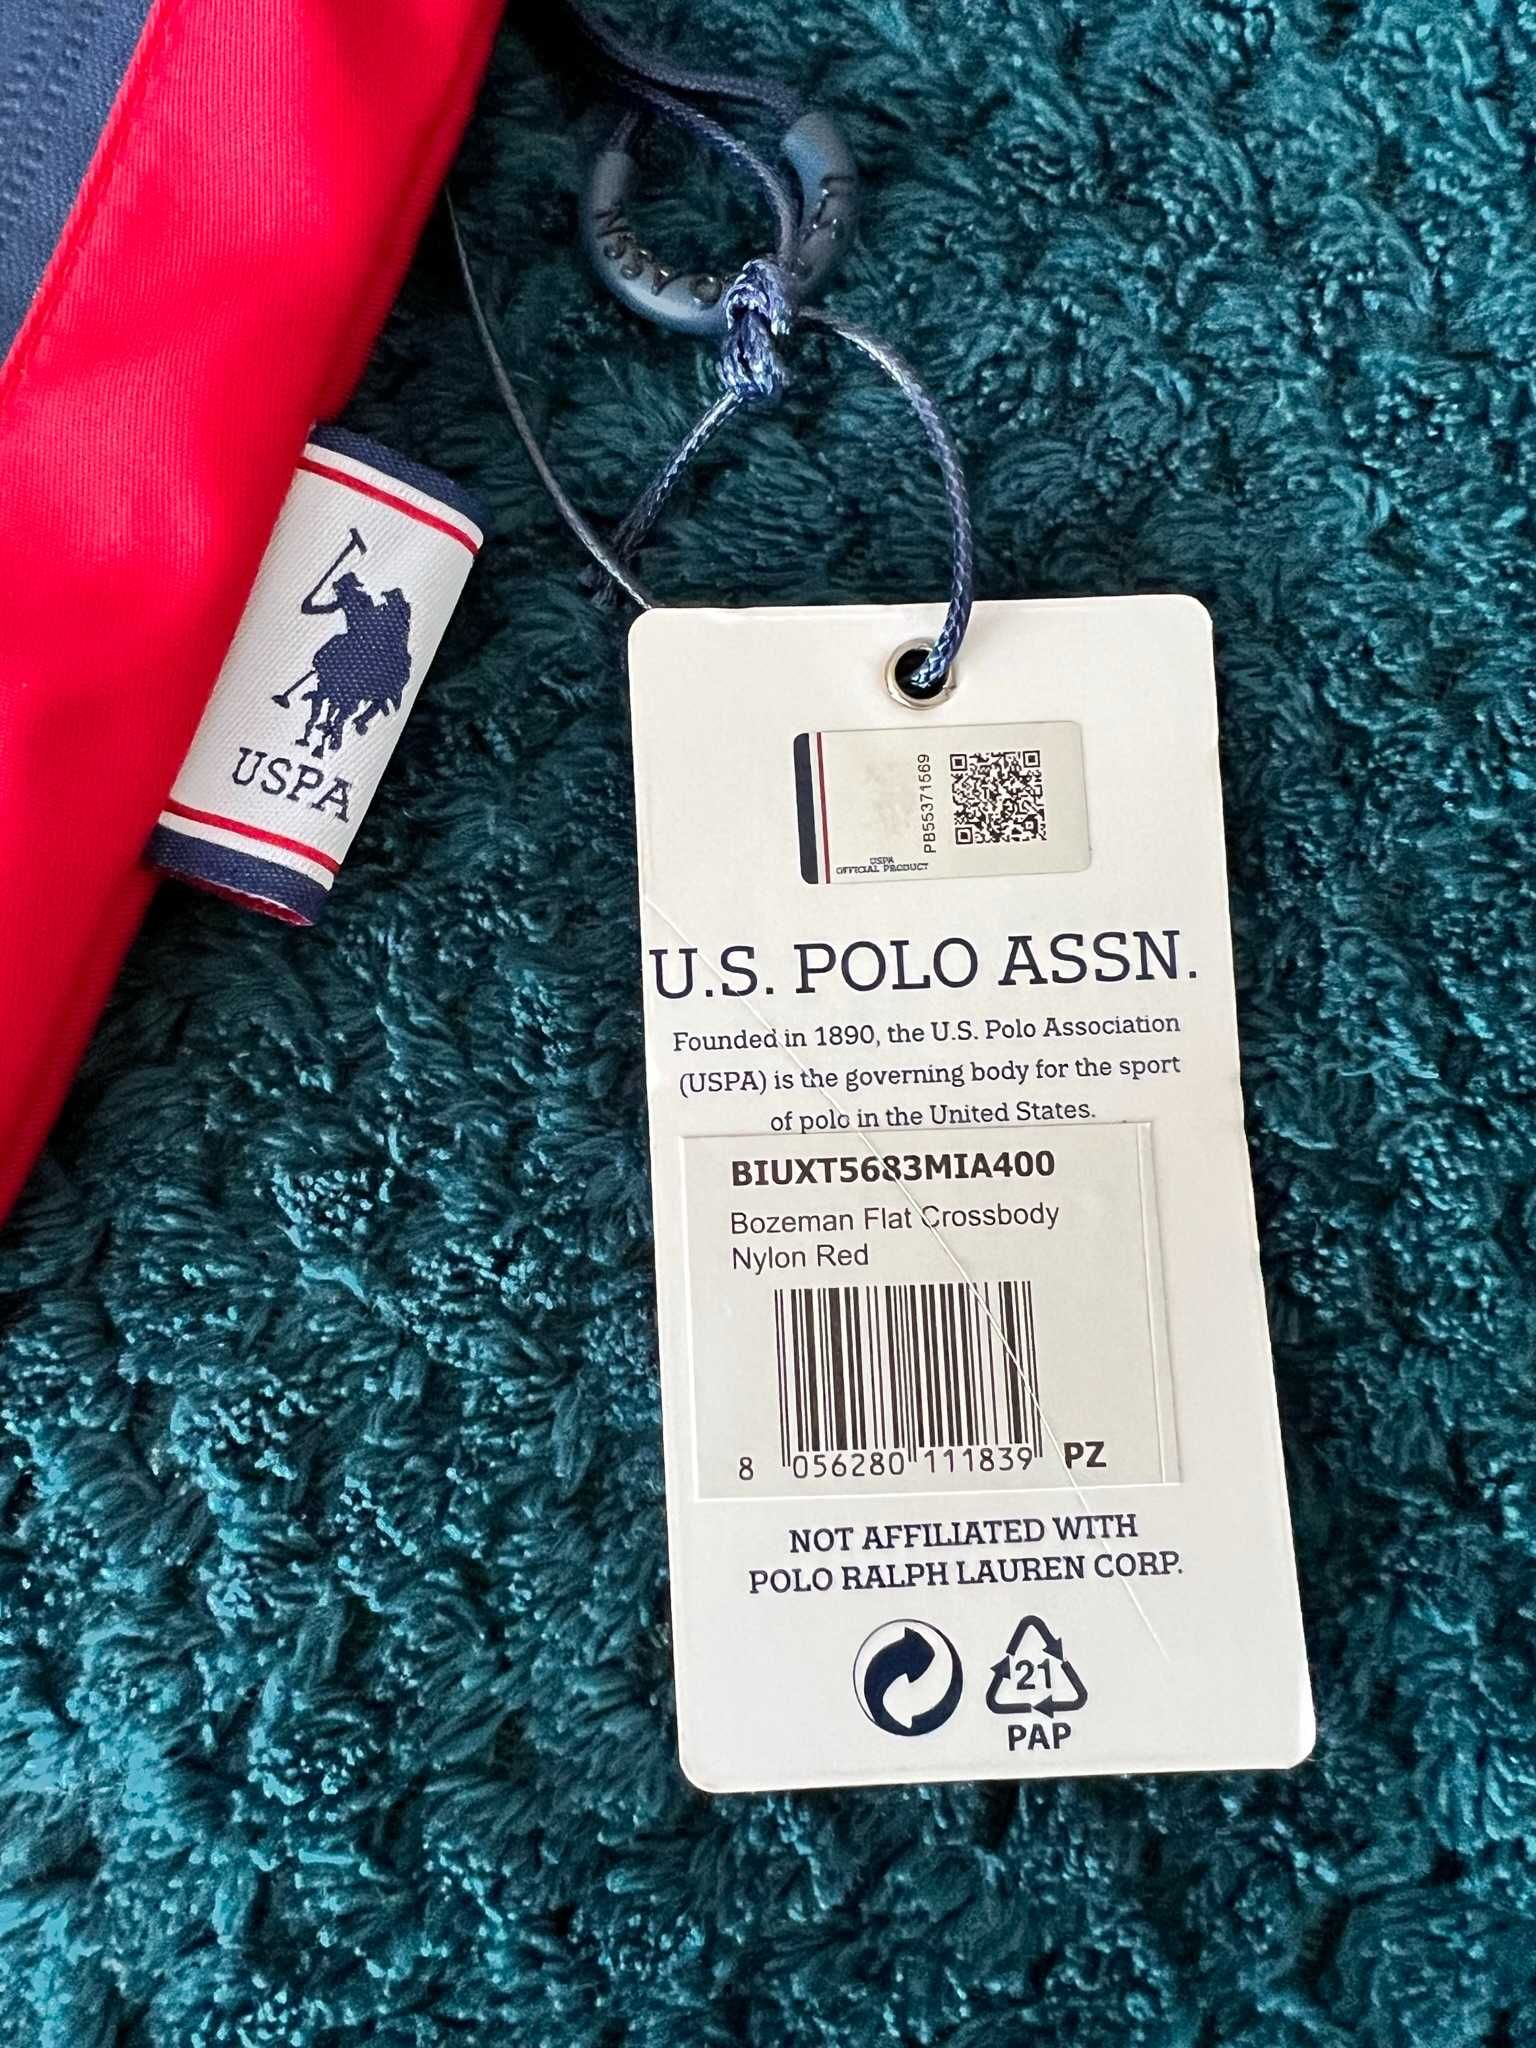 USPA
PB55371569
USPA
OFFICIAL PRODUCT
U.S. POLO ASSN.
Founded in 1890, the U.S. Polo Association
(USPA) is the governing body for the sport
of polo in the United States.
BIUXT5683MIA400
Bozeman Flat Crossbody
Nylon Red
8 056280 111839 PZ
NOT AFFILIATED WITH
POLO RALPH LAUREN CORP.
21
PAP